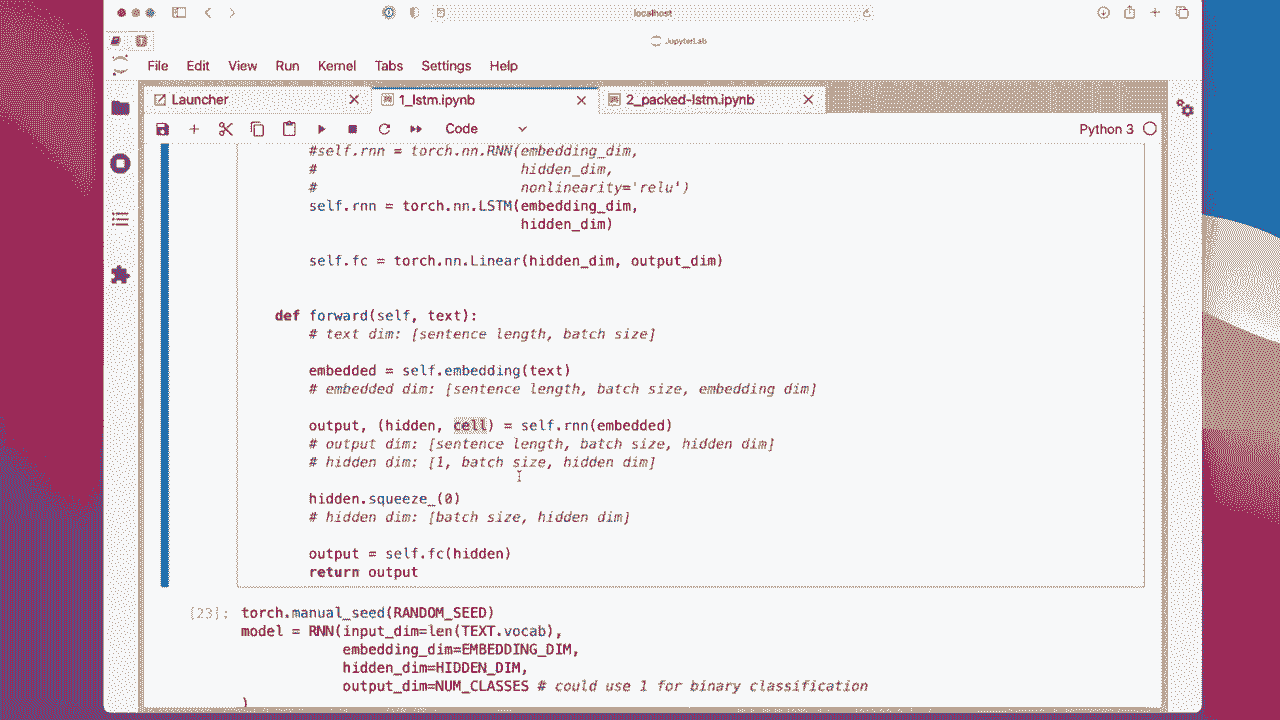 localhost
JupyterLab
File Edit View Run Kernel Tabs Settings Help
Launcher 1_lstm.ipynb 2_packed-lstm.ipynb
Code Python 3
#self.rnn = torch.nn.RNN(embedding_dim,
# hidden_dim,
# nonlinearity='relu')
self.rnn = torch.nn.LSTM(embedding_dim,
hidden_dim)
self.fc = torch.nn.Linear(hidden_dim, output_dim)
def forward(self, text):
# text dim: [sentence length, batch size]
embedded = self.embedding(text)
# embedded dim: [sentence length, batch size, embedding dim]
output, (hidden, cell) = self.rnn(embedded)
# output dim: [sentence length, batch size, hidden dim]
# hidden dim: [1, batch size, hidden dim]
hidden.squeeze_(0)
# hidden dim: [batch size, hidden dim]
output = self.fc(hidden)
return output
[23]: torch.manual_seed(RANDOM_SEED)
model = RNN(input_dim=len(TEXT.vocab),
embedding_dim=EMBEDDING_DIM,
hidden_dim=HIDDEN_DIM,
output_dim=NUM_CLASSES # could use 1 for binary classification
)